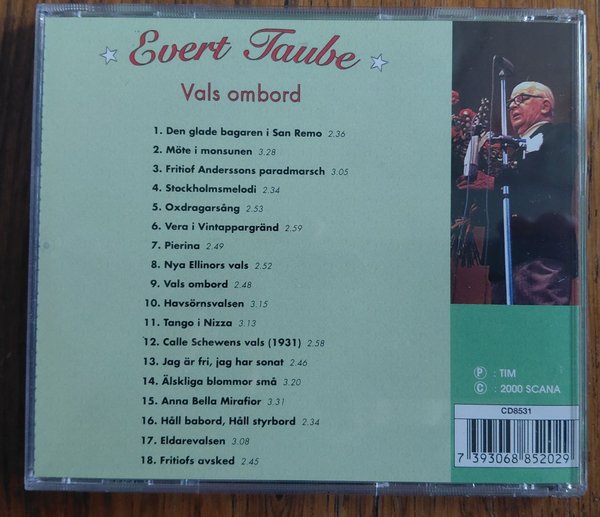 Evert Taube
Vals ombord
1. Den glade bagaren i San Remo 2.36
2. Möte i monsunen 3.28
3. Fritiof Anderssons paradmarsch 3.05
4. Stockholmsmelodi 2.34
5. Oxdragarsång 2.53
6. Vera i Vintappargränd 2.59
7. Pierina 2.49
8. Nya Ellinors vals 2.52
9. Vals ombord 2.48
10. Havsörnsvalsen 3.15
11. Tango i Nizza 3.13
12. Calle Schewens vals (1931) 2.58
13. Jag är fri, jag har sonat 2.46
14. Älskliga blommor små 3.20
15. Anna Bella Mirafior 3.31
16. Håll babord, Håll styrbord 2.34
17. Eldarevalsen 3.08
18. Fritiofs avsked 2.45
Ⓟ : TIM
Ⓒ : 2000 SCANA
CD8531
7 393068 852029